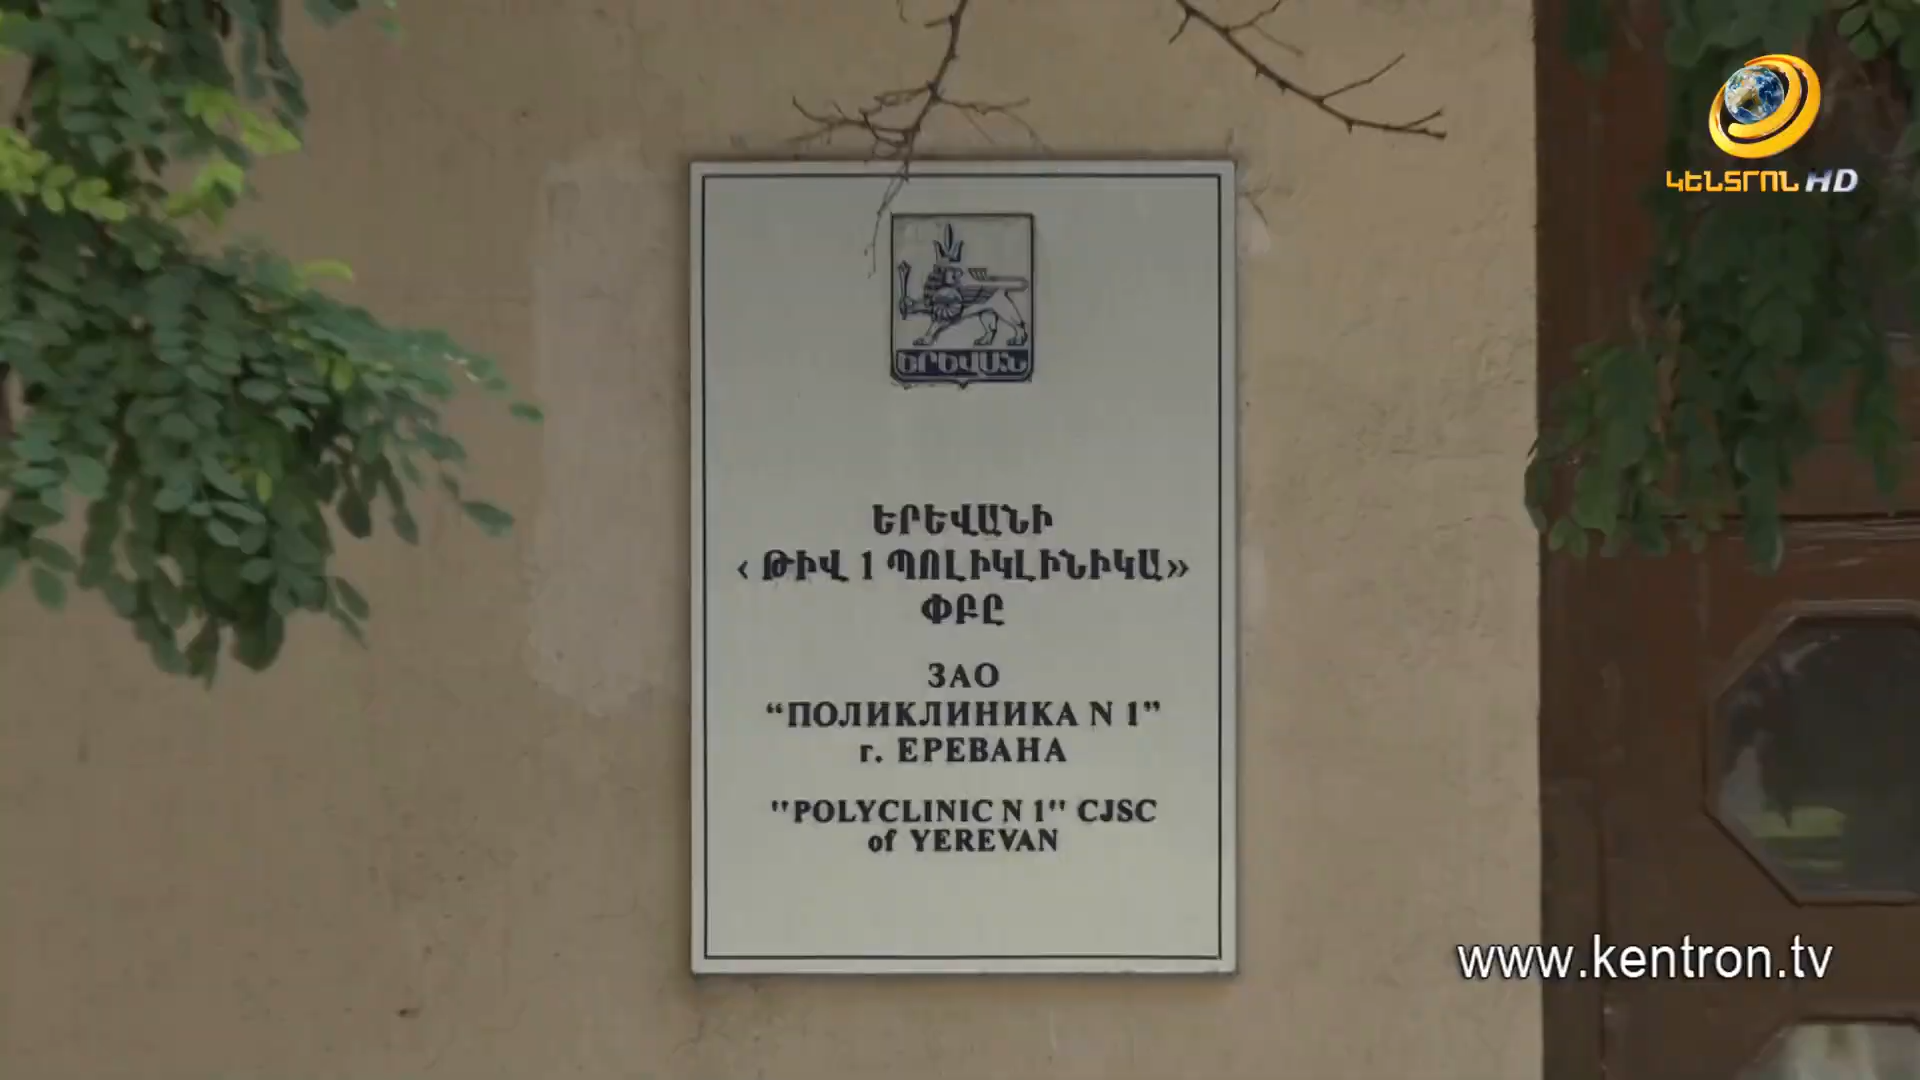 ԿԵՆՏՐՈՆ HD
ԵՐԵՎԱՆ
ԵՐԵՎԱՆԻ
‹ ԹԻՎ 1 ՊՈԼԻԿԼԻՆԻԿԱ»
ՓԲԸ
ЗАО
“ПОЛИКЛИНИКА N 1”
г. ЕРЕВАНА
"POLYCLINIC N 1" CJSC
of YEREVAN
www.kentron.tv